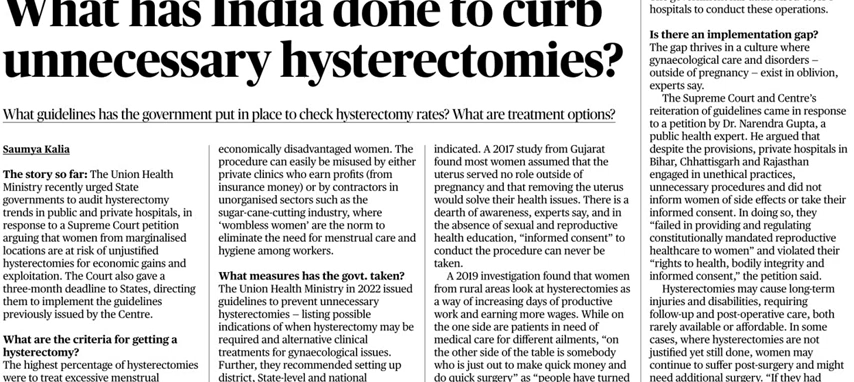 What has India done to curb
unnecessary hysterectomies?
What guidelines has the government put in place to check hysterectomy rates? What are treatment options?
Saumya Kalia
The story so far: The Union Health
Ministry recently urged State
governments to audit hysterectomy
trends in public and private hospitals, in
response to a Supreme Court petition
arguing that women from marginalised
locations are at risk of unjustified
hysterectomies for economic gains and
exploitation. The Court also gave a
three-month deadline to States, directing
them to implement the guidelines
previously issued by the Centre.
What are the criteria for getting a
hysterectomy?
The highest percentage of hysterectomies
were to treat excessive menstrual
economically disadvantaged women. The
procedure can easily be misused by either
private clinics who earn profits (from
insurance money) or by contractors in
unorganised sectors such as the
sugar-cane-cutting industry, where
‘wombless women’ are the norm to
eliminate the need for menstrual care and
hygiene among workers.
What measures has the govt. taken?
The Union Health Ministry in 2022 issued
guidelines to prevent unnecessary
hysterectomies – listing possible
indications of when hysterectomy may be
required and alternative clinical
treatments for gynaecological issues.
Further, they recommended setting up
district, State-level and national
indicated. A 2017 study from Gujarat
found most women assumed that the
uterus served no role outside of
pregnancy and that removing the uterus
would solve their health issues. There is a
dearth of awareness, experts say, and in
the absence of sexual and reproductive
health education, “informed consent” to
conduct the procedure can never be
taken.
A 2019 investigation found that women
from rural areas look at hysterectomies as
a way of increasing days of productive
work and earning more wages. While on
the one side are patients in need of
medical care for different ailments, “on
the other side of the table is somebody
who is just out to make quick money and
do quick surgery” as “people have turned
hospitals to conduct these operations.
Is there an implementation gap?
The gap thrives in a culture where
gynaecological care and disorders –
outside of pregnancy – exist in oblivion,
experts say.
The Supreme Court and Centre’s
reiteration of guidelines came in response
to a petition by Dr. Narendra Gupta, a
public health expert. He argued that
despite the provisions, private hospitals in
Bihar, Chhattisgarh and Rajasthan
engaged in unethical practices,
unnecessary procedures and did not
inform women of side effects or take their
informed consent. In doing so, they
“failed in providing and regulating
constitutionally mandated reproductive
healthcare to women” and violated their
“rights to health, bodily integrity and
informed consent,” the petition said.
Hysterectomies may cause long-term
injuries and disabilities, requiring
follow-up and post-operative care, both
rarely available or affordable. In some
cases, where hysterectomies are not
justified yet still done, women may
continue to suffer post-surgery and might
need additional surgery. “If they had